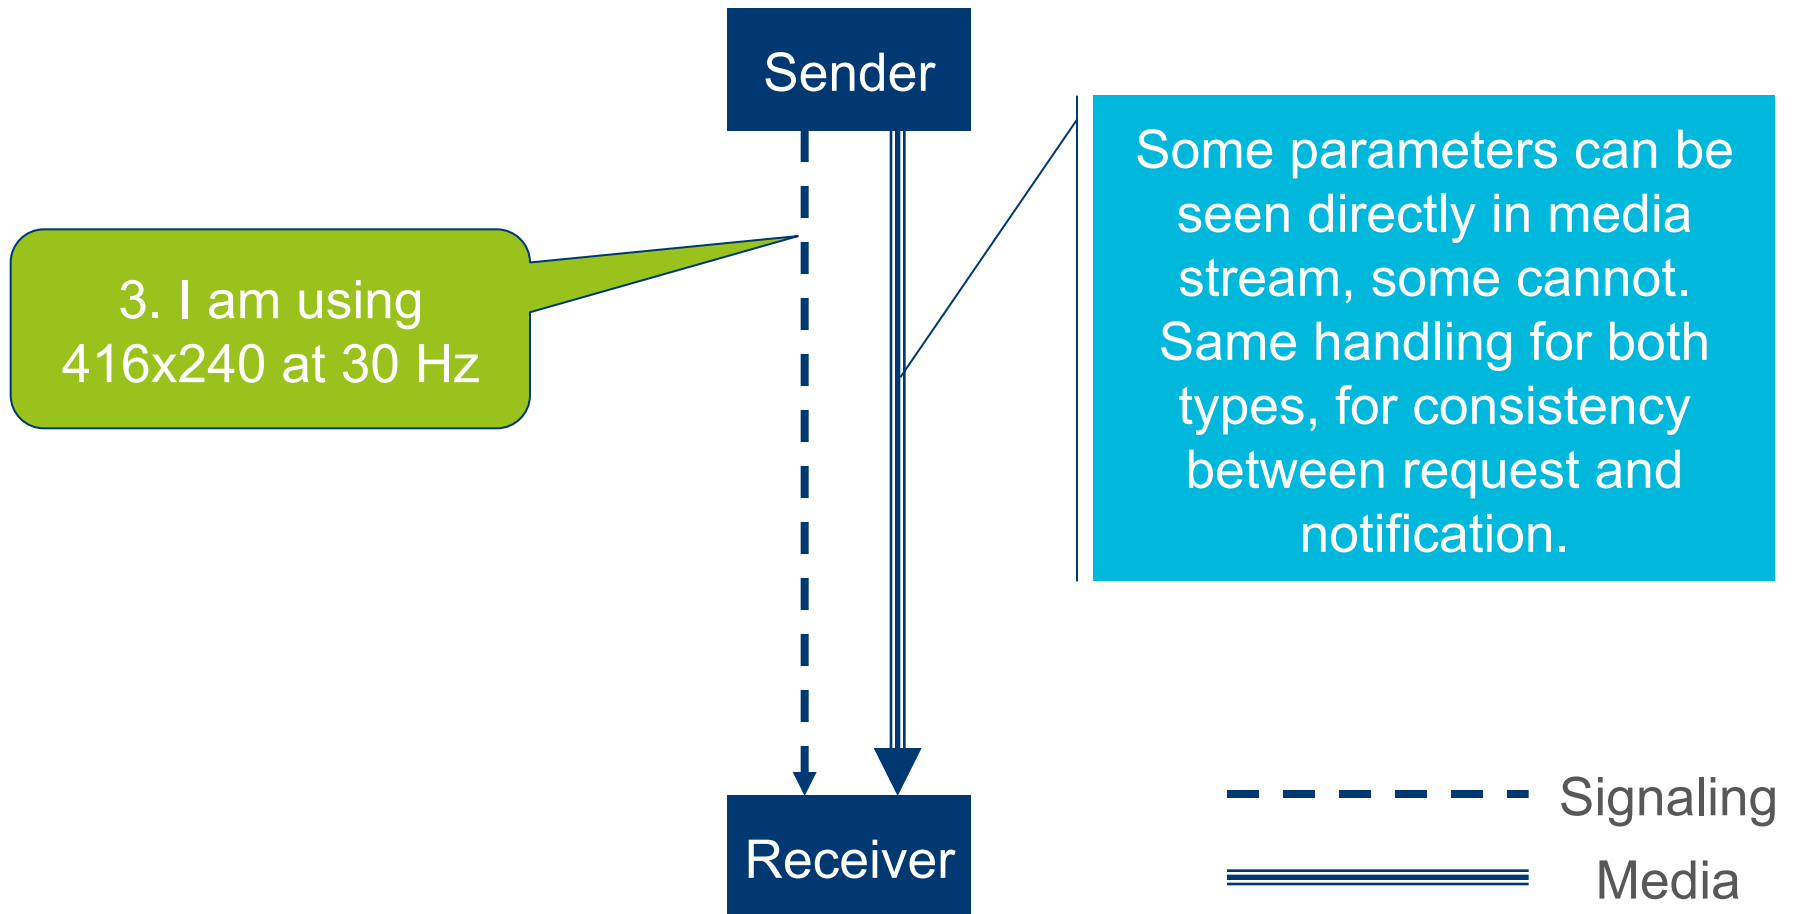 Sender
Some parameters can be
seen directly in media
stream, some cannot.
Same handling for both
types, for consistency
between request and
notification.
3. I am using
416x240 at 30 Hz
Receiver
Signaling
Media